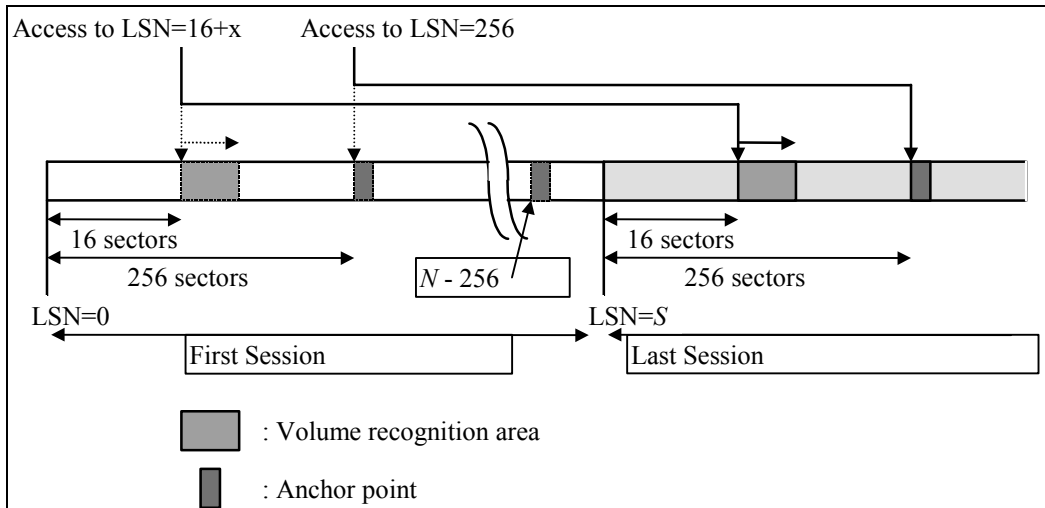 Access to LSN=16+x
Access to LSN=256
16 sectors
16 sectors
256 sectors
N - 256
256 sectors
LSN=0
LSN=S
First Session
Last Session
: Volume recognition area
: Anchor point